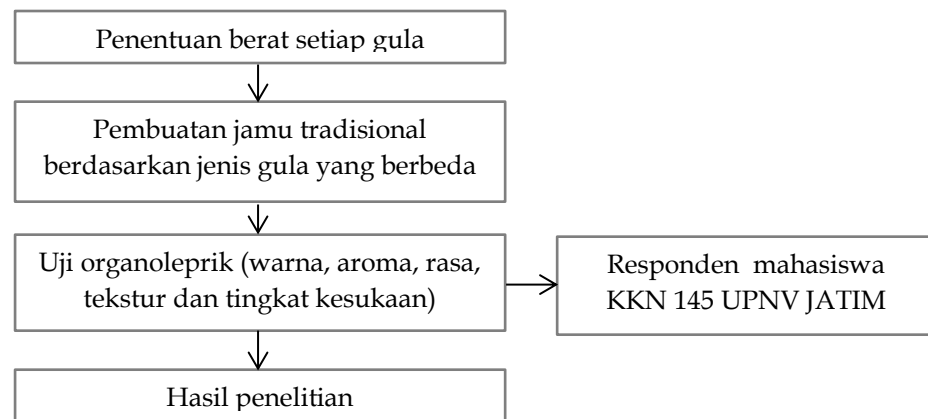 Penentuan berat setiap gula
Pembuatan jamu tradisional
berdasarkan jenis gula yang berbeda
Uji organoleprik (warna, aroma, rasa,
tekstur dan tingkat kesukaan)
Responden mahasiswa
KKN 145 UPNV JATIM
Hasil penelitian